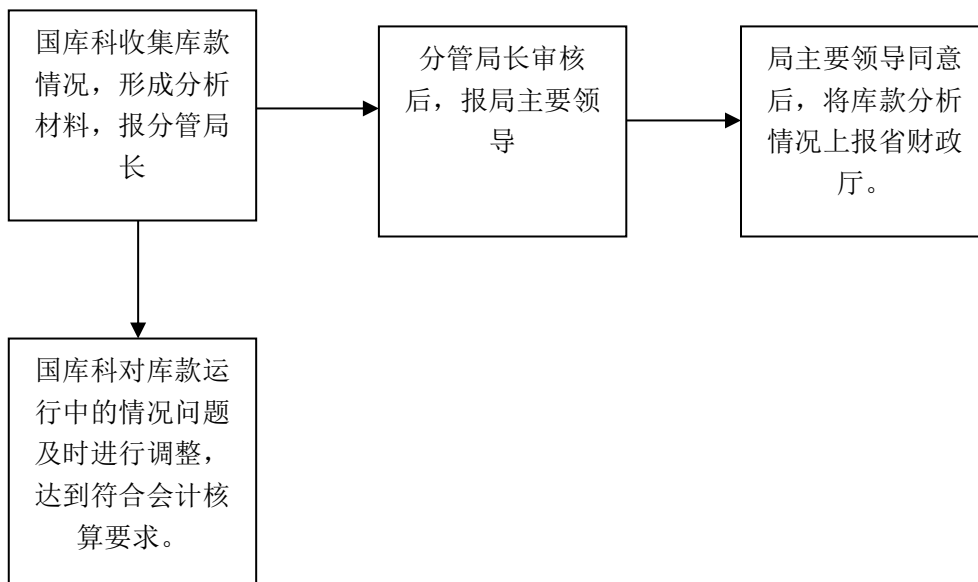 国库科收集库款
情况，形成分析
材料，报分管局
长
分管局长审核
后，报局主要领
导
局主要领导同意
后，将库款分析
情况上报省财政
厅。
国库科对库款运
行中的情况问题
及时进行调整，
达到符合会计核
算要求。